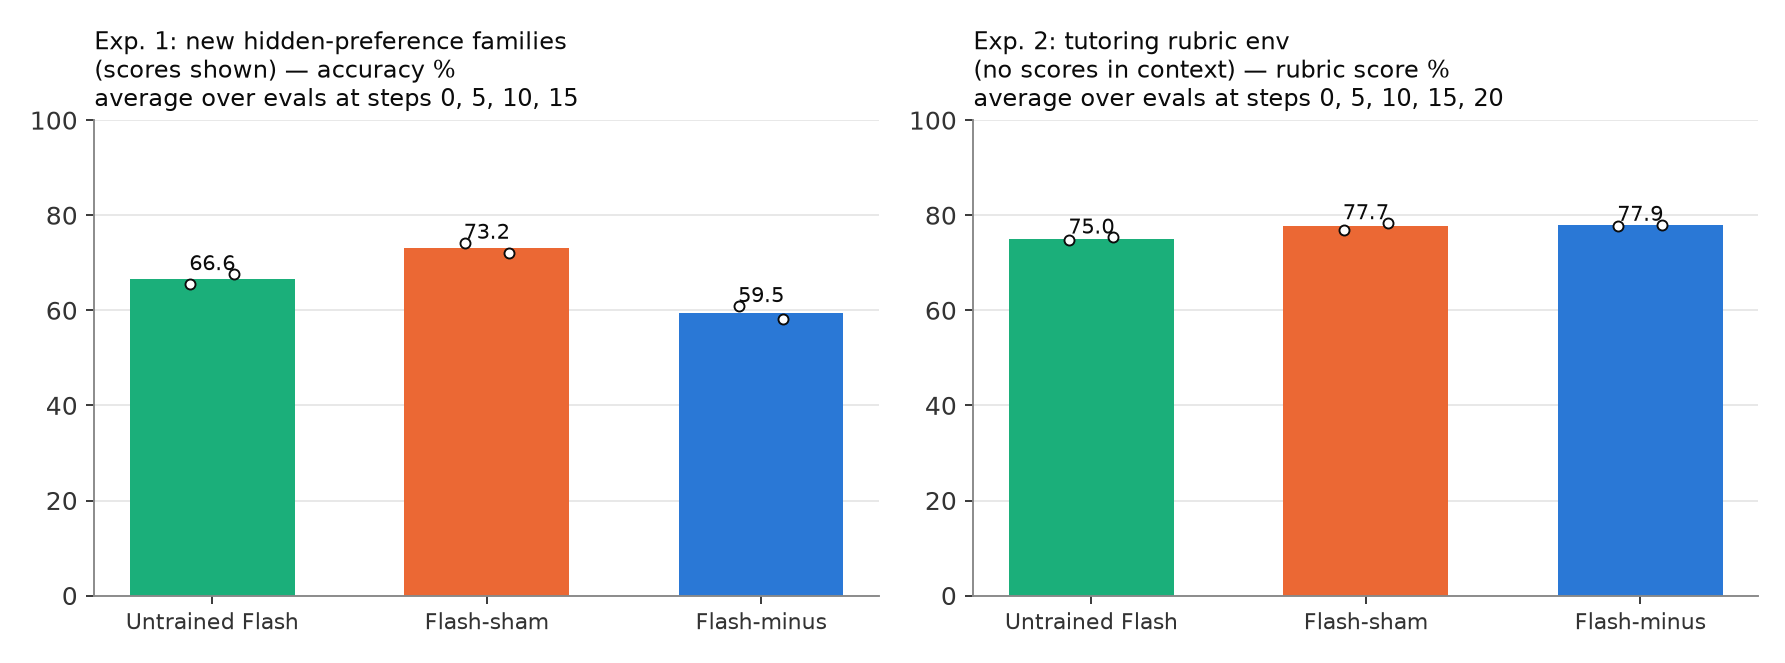 Exp. 1: new hidden-preference families
(scores shown) — accuracy %
average over evals at steps 0, 5, 10, 15
100
80
60
40
20
0
66.6
73.2
59.5
Untrained Flash
Flash-sham
Flash-minus
Exp. 2: tutoring rubric env
(no scores in context) — rubric score %
average over evals at steps 0, 5, 10, 15, 20
100
80
60
40
20
0
75.0
77.7
77.9
Untrained Flash
Flash-sham
Flash-minus